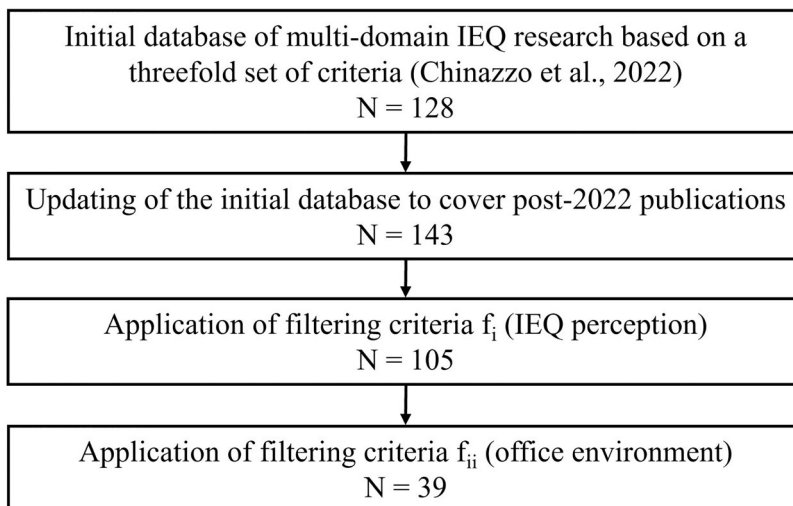 Initial database of multi-domain IEQ research based on a
threefold set of criteria (Chinazzo et al., 2022)
N = 128
Updating of the initial database to cover post-2022 publications
N = 143
Application of filtering criteria fi (IEQ perception)
N = 105
Application of filtering criteria fii (office environment)
N = 39